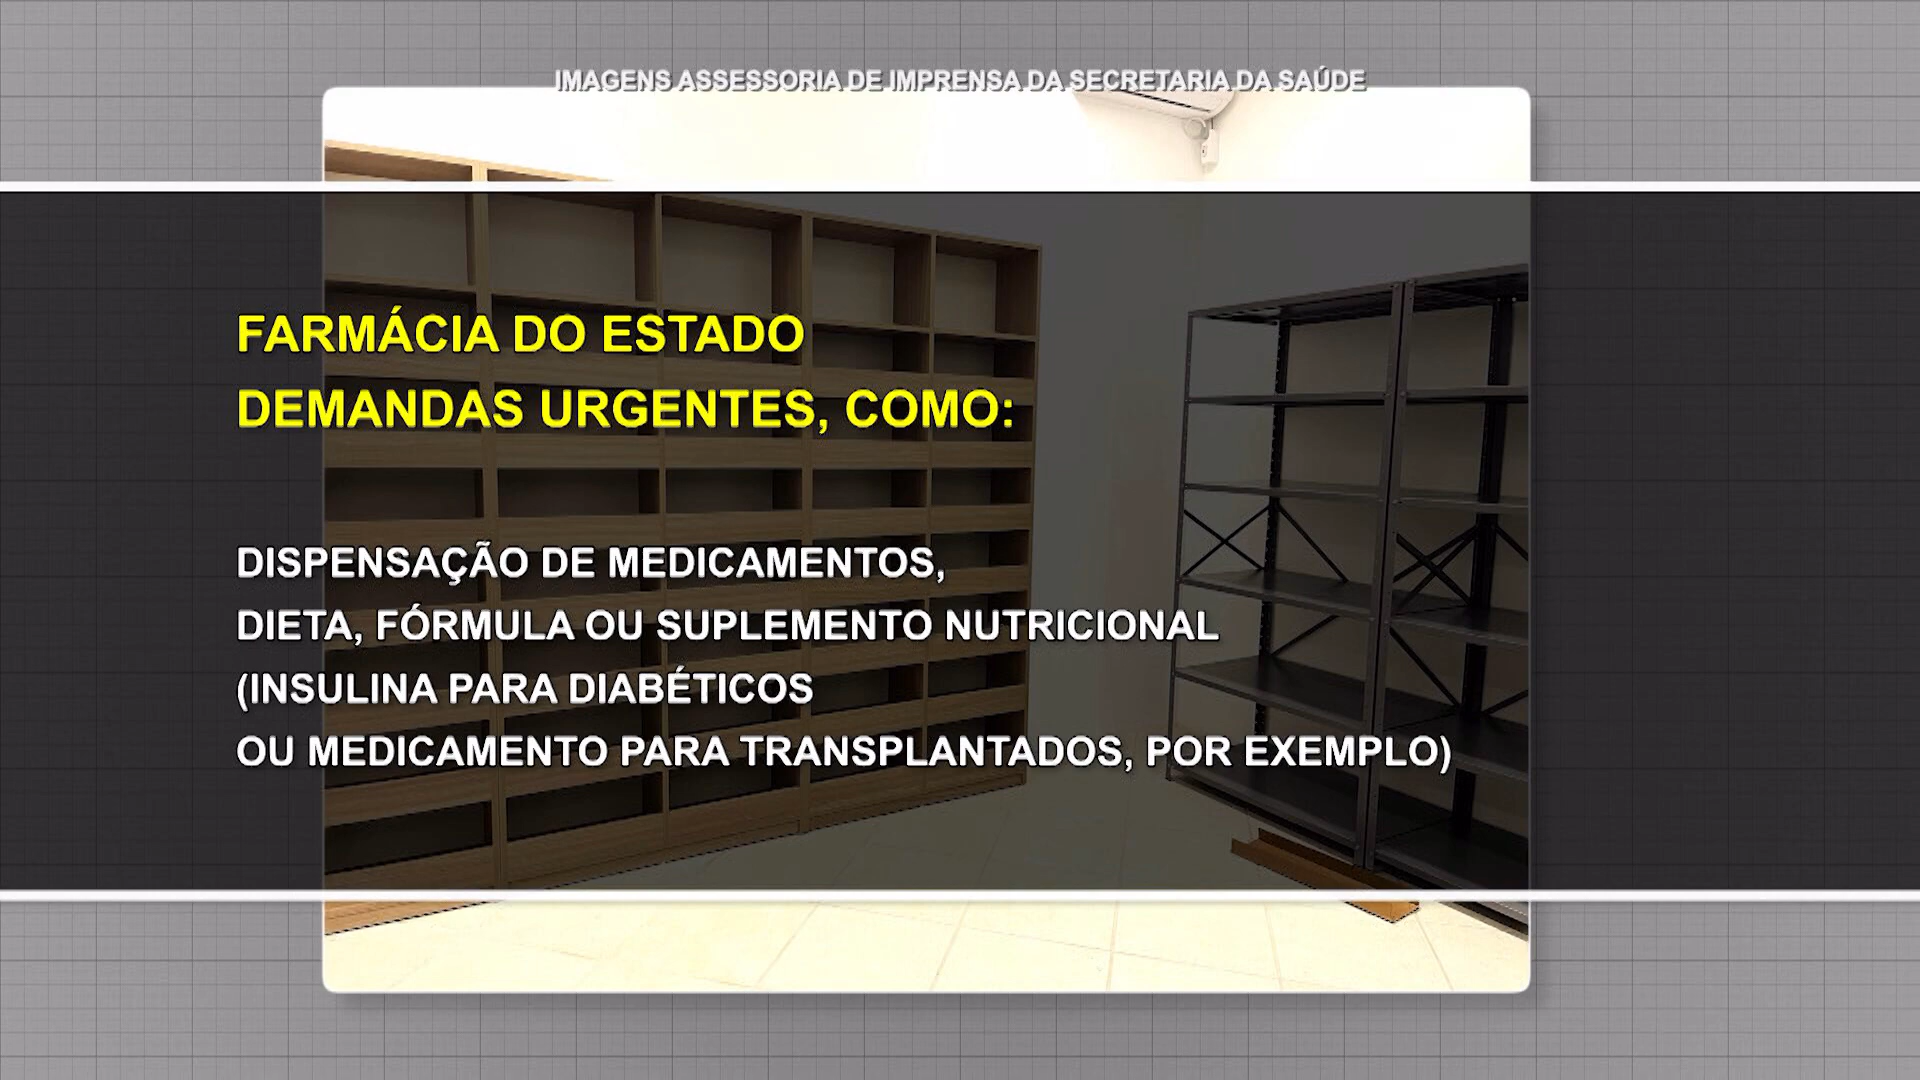 IMAGENS ASSESSORIA DE IMPRENSA DA SECRETARIA DA SAÚDE
FARMÁCIA DO ESTADO
DEMANDAS URGENTES, COMO:
DISPENSAÇÃO DE MEDICAMENTOS,
DIETA, FÓRMULA OU SUPLEMENTO NUTRICIONAL
(INSULINA PARA DIABÉTICOS
OU MEDICAMENTO PARA TRANSPLANTADOS, POR EXEMPLO)